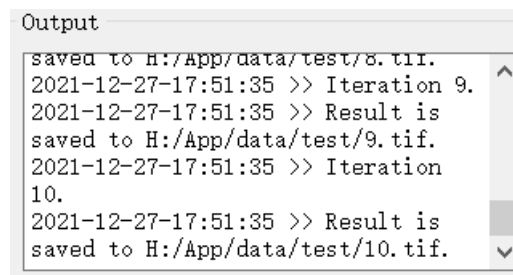 Output
saved to H:/App/data/test/8.tif.
2021-12-27-17:51:35 >> Iteration 9.
2021-12-27-17:51:35 >> Result is
saved to H:/App/data/test/9.tif.
2021-12-27-17:51:35 >> Iteration
10.
2021-12-27-17:51:35 >> Result is
saved to H:/App/data/test/10.tif.